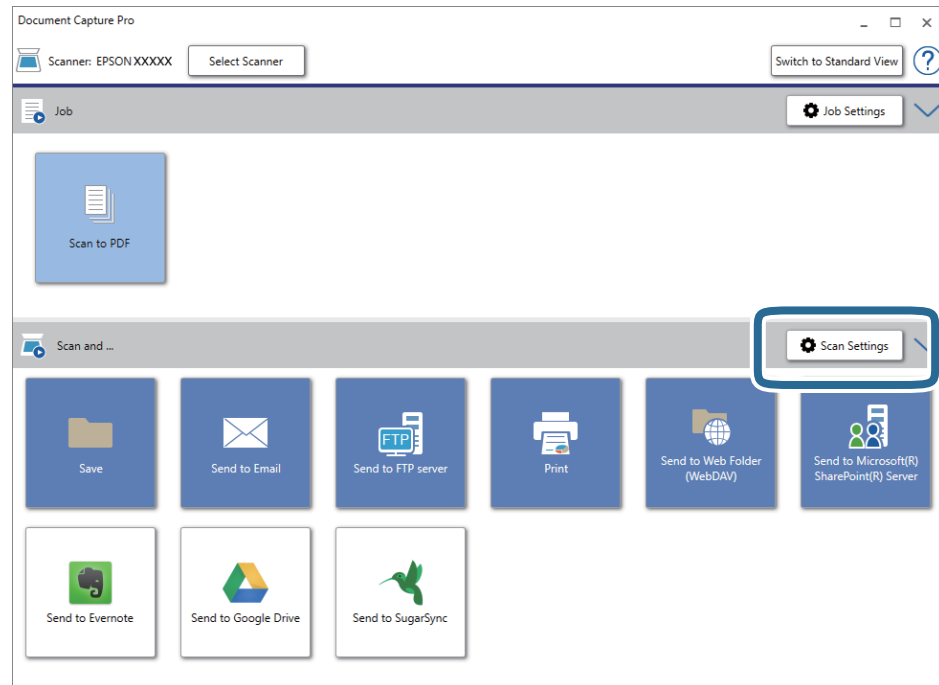 Document Capture Pro
Scanner: EPSON XXXXX
Select Scanner
Switch to Standard View
?
Job
Job Settings
Scan to PDF
Scan and ...
Scan Settings
Save
Send to Email
FTP
Send to FTP server
Print
Send to Web Folder
(WebDAV)
Send to Microsoft(R)
SharePoint(R) Server
Send to Evernote
Send to Google Drive
Send to SugarSync